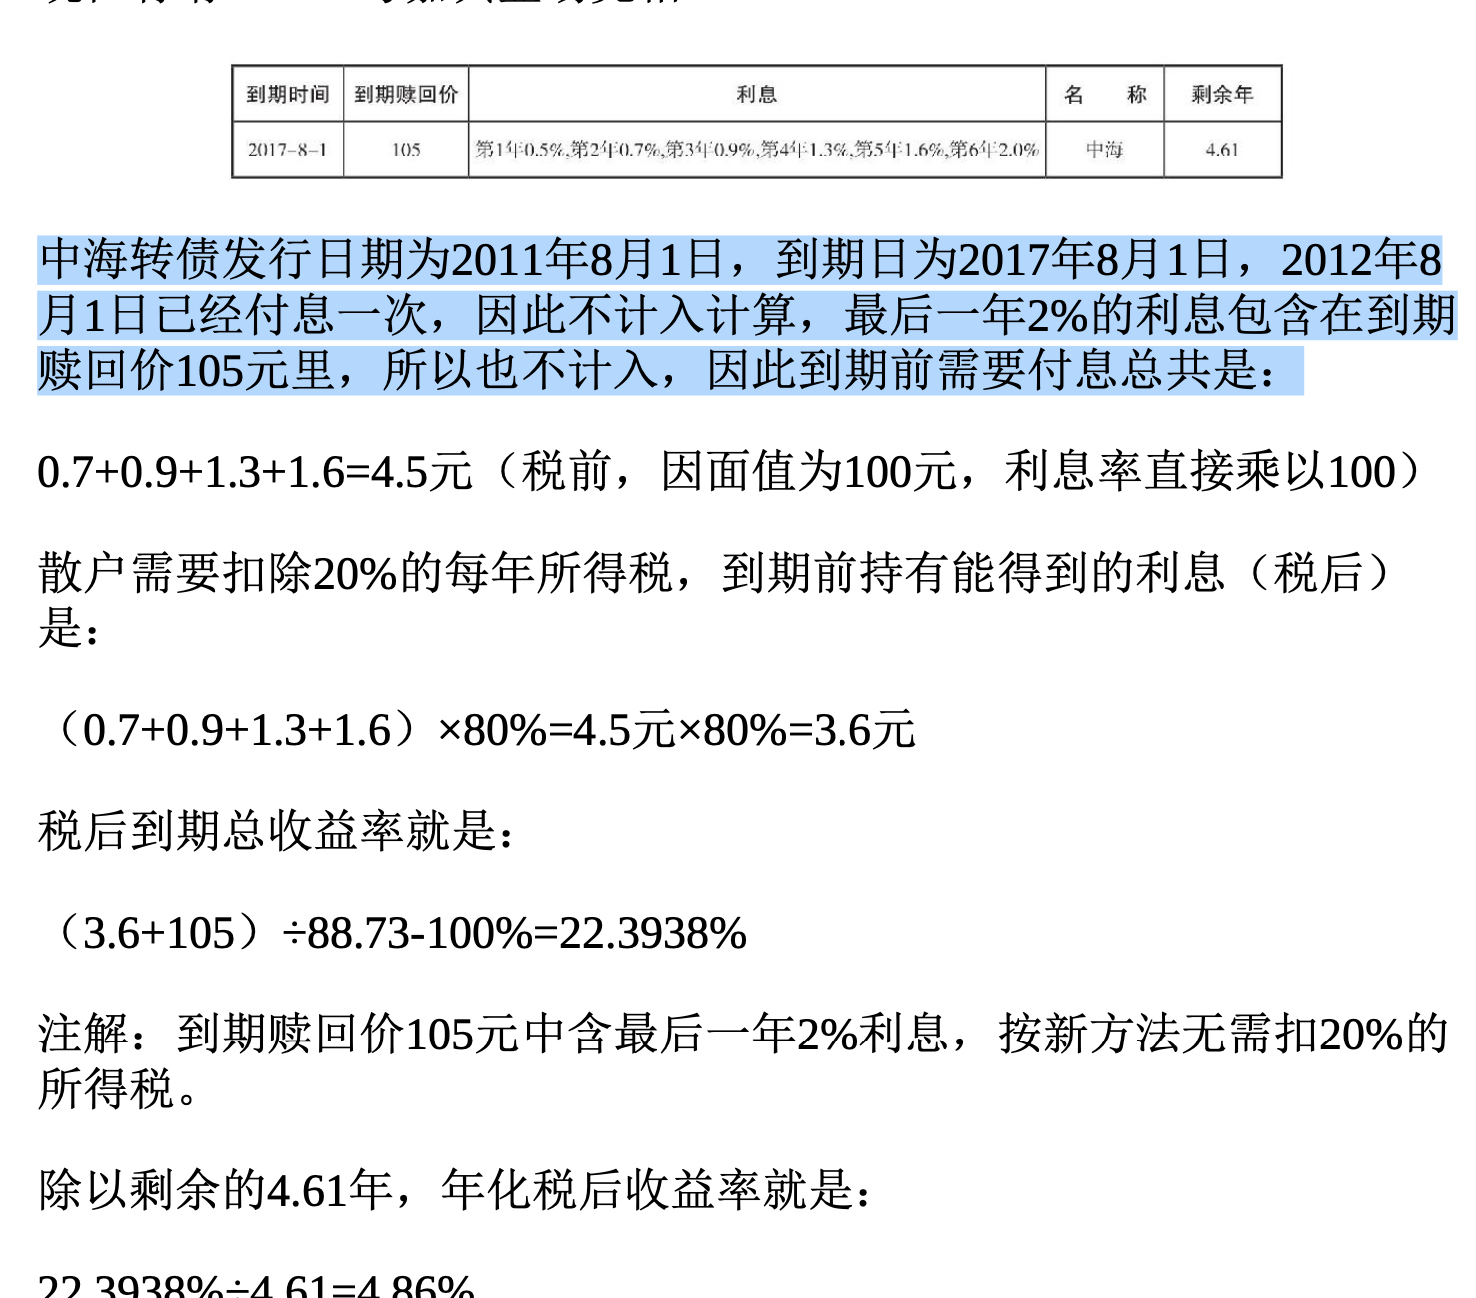 到期时间 到期赎回价 利息 名 称 剩余年
2017-8-1 105 第1年0.5%,第2年0.7%,第3年0.9%,第4年1.3%,第5年1.6%,第6年2.0% 中海 4.61
中海转债发行日期为2011年8月1日，到期日为2017年8月1日，2012年8
月1日已经付息一次，因此不计入计算，最后一年2%的利息包含在到期
赎回价105元里，所以也不计入，因此到期前需要付息总共是：
0.7+0.9+1.3+1.6=4.5元（税前，因面值为100元，利息率直接乘以100）
散户需要扣除20%的每年所得税，到期前持有能得到的利息（税后）
是：
（0.7+0.9+1.3+1.6）×80%=4.5元×80%=3.6元
税后到期总收益率就是：
（3.6+105）÷88.73-100%=22.3938%
注解：到期赎回价105元中含最后一年2%利息，按新方法无需扣20%的
所得税。
除以剩余的4.61年，年化税后收益率就是：
22.3938%÷4.61=4.86%